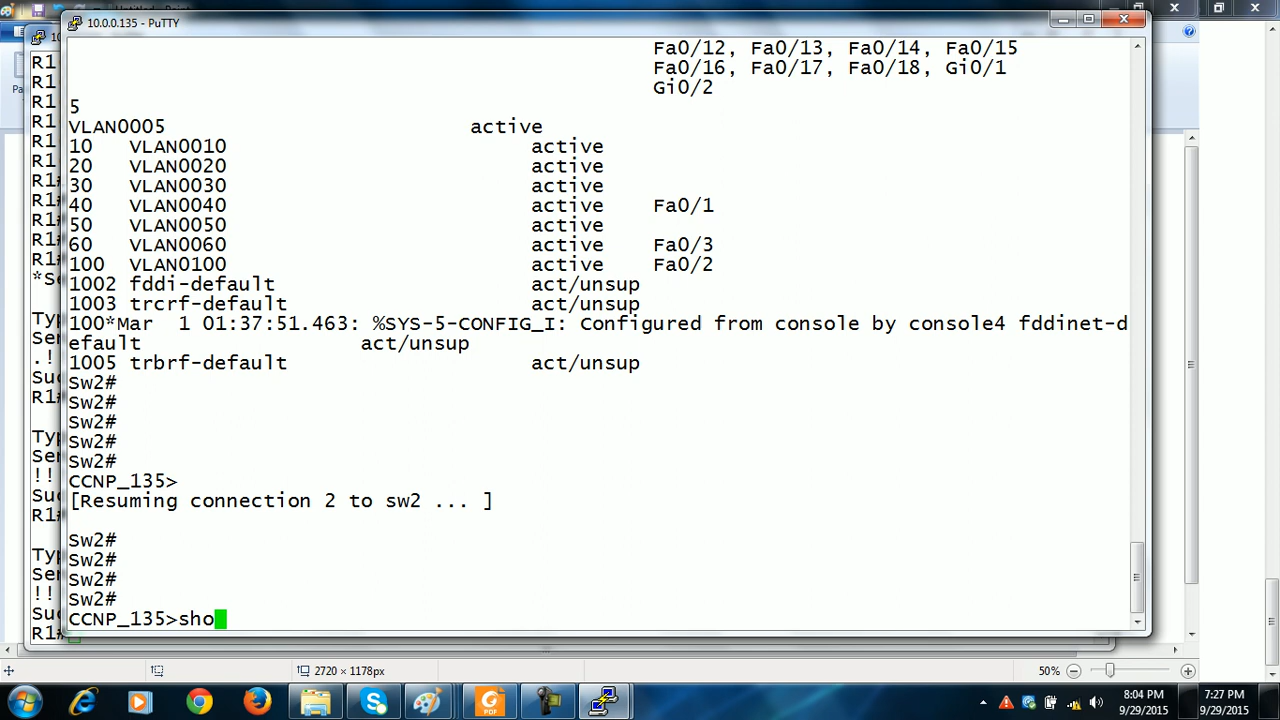 10.0.0.135 - PuTTY
Fa0/12, Fa0/13, Fa0/14, Fa0/15
Fa0/16, Fa0/17, Fa0/18, Gi0/1
Gi0/2
5
VLAN0005 active
10 VLAN0010 active
20 VLAN0020 active
30 VLAN0030 active
40 VLAN0040 active Fa0/1
50 VLAN0050 active
60 VLAN0060 active Fa0/3
100 VLAN0100 active Fa0/2
1002 fddi-default act/unsup
1003 trcrf-default act/unsup
100*Mar 1 01:37:51.463: %SYS-5-CONFIG_I: Configured from console by console4 fddinet-d
efault act/unsup
1005 trbrf-default act/unsup
Sw2#
Sw2#
Sw2#
Sw2#
Sw2#
CCNP_135>
[Resuming connection 2 to sw2 ... ]
Sw2#
Sw2#
Sw2#
Sw2#
CCNP_135>sho
2720 × 1178px
50%
PDF
8:04 PM
9/29/2015
7:27 PM
9/29/2015